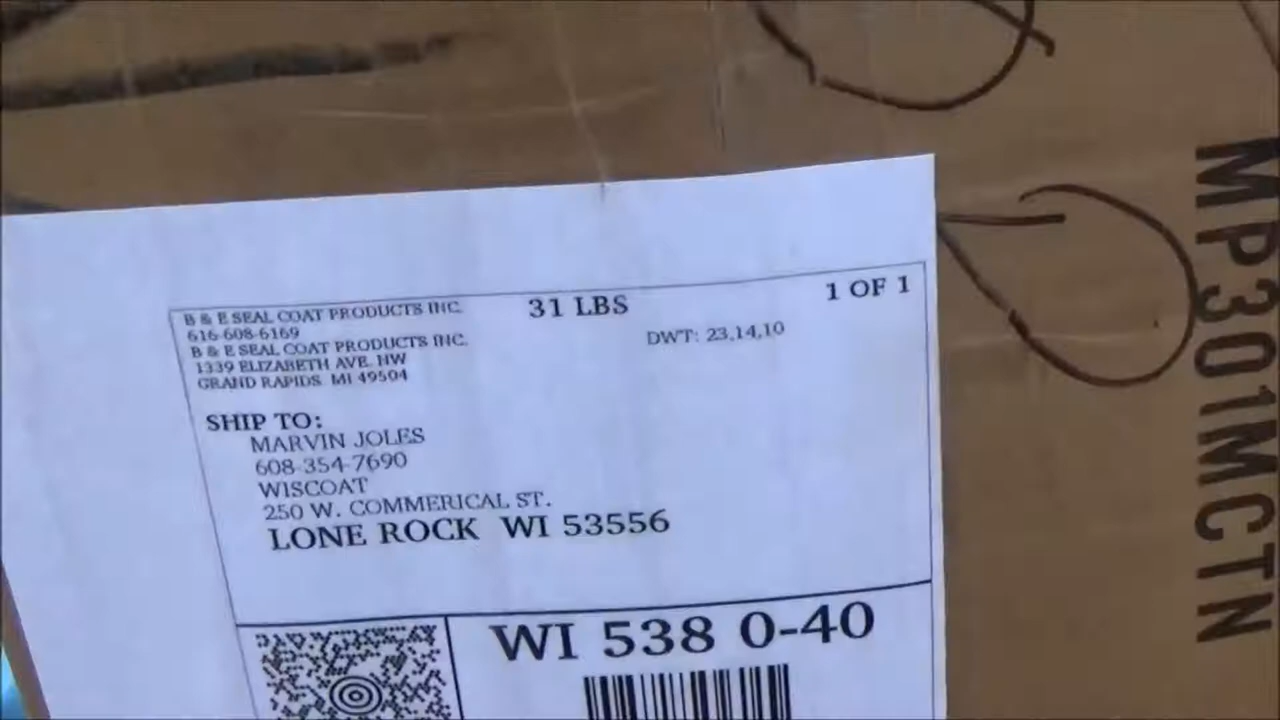 B & E SEAL COAT PRODUCTS INC.
616-608-6169
B & E SEAL COAT PRODUCTS INC.
1339 ELIZABETH AVE. NW
GRAND RAPIDS MI 49504
31 LBS
1 OF 1
DWT: 23,14,10
SHIP TO:
MARVIN JOLES
608-354-7690
WISCOAT
250 W. COMMERICAL ST.
LONE ROCK WI 53556
WI 538 0-40
MP301MCTN